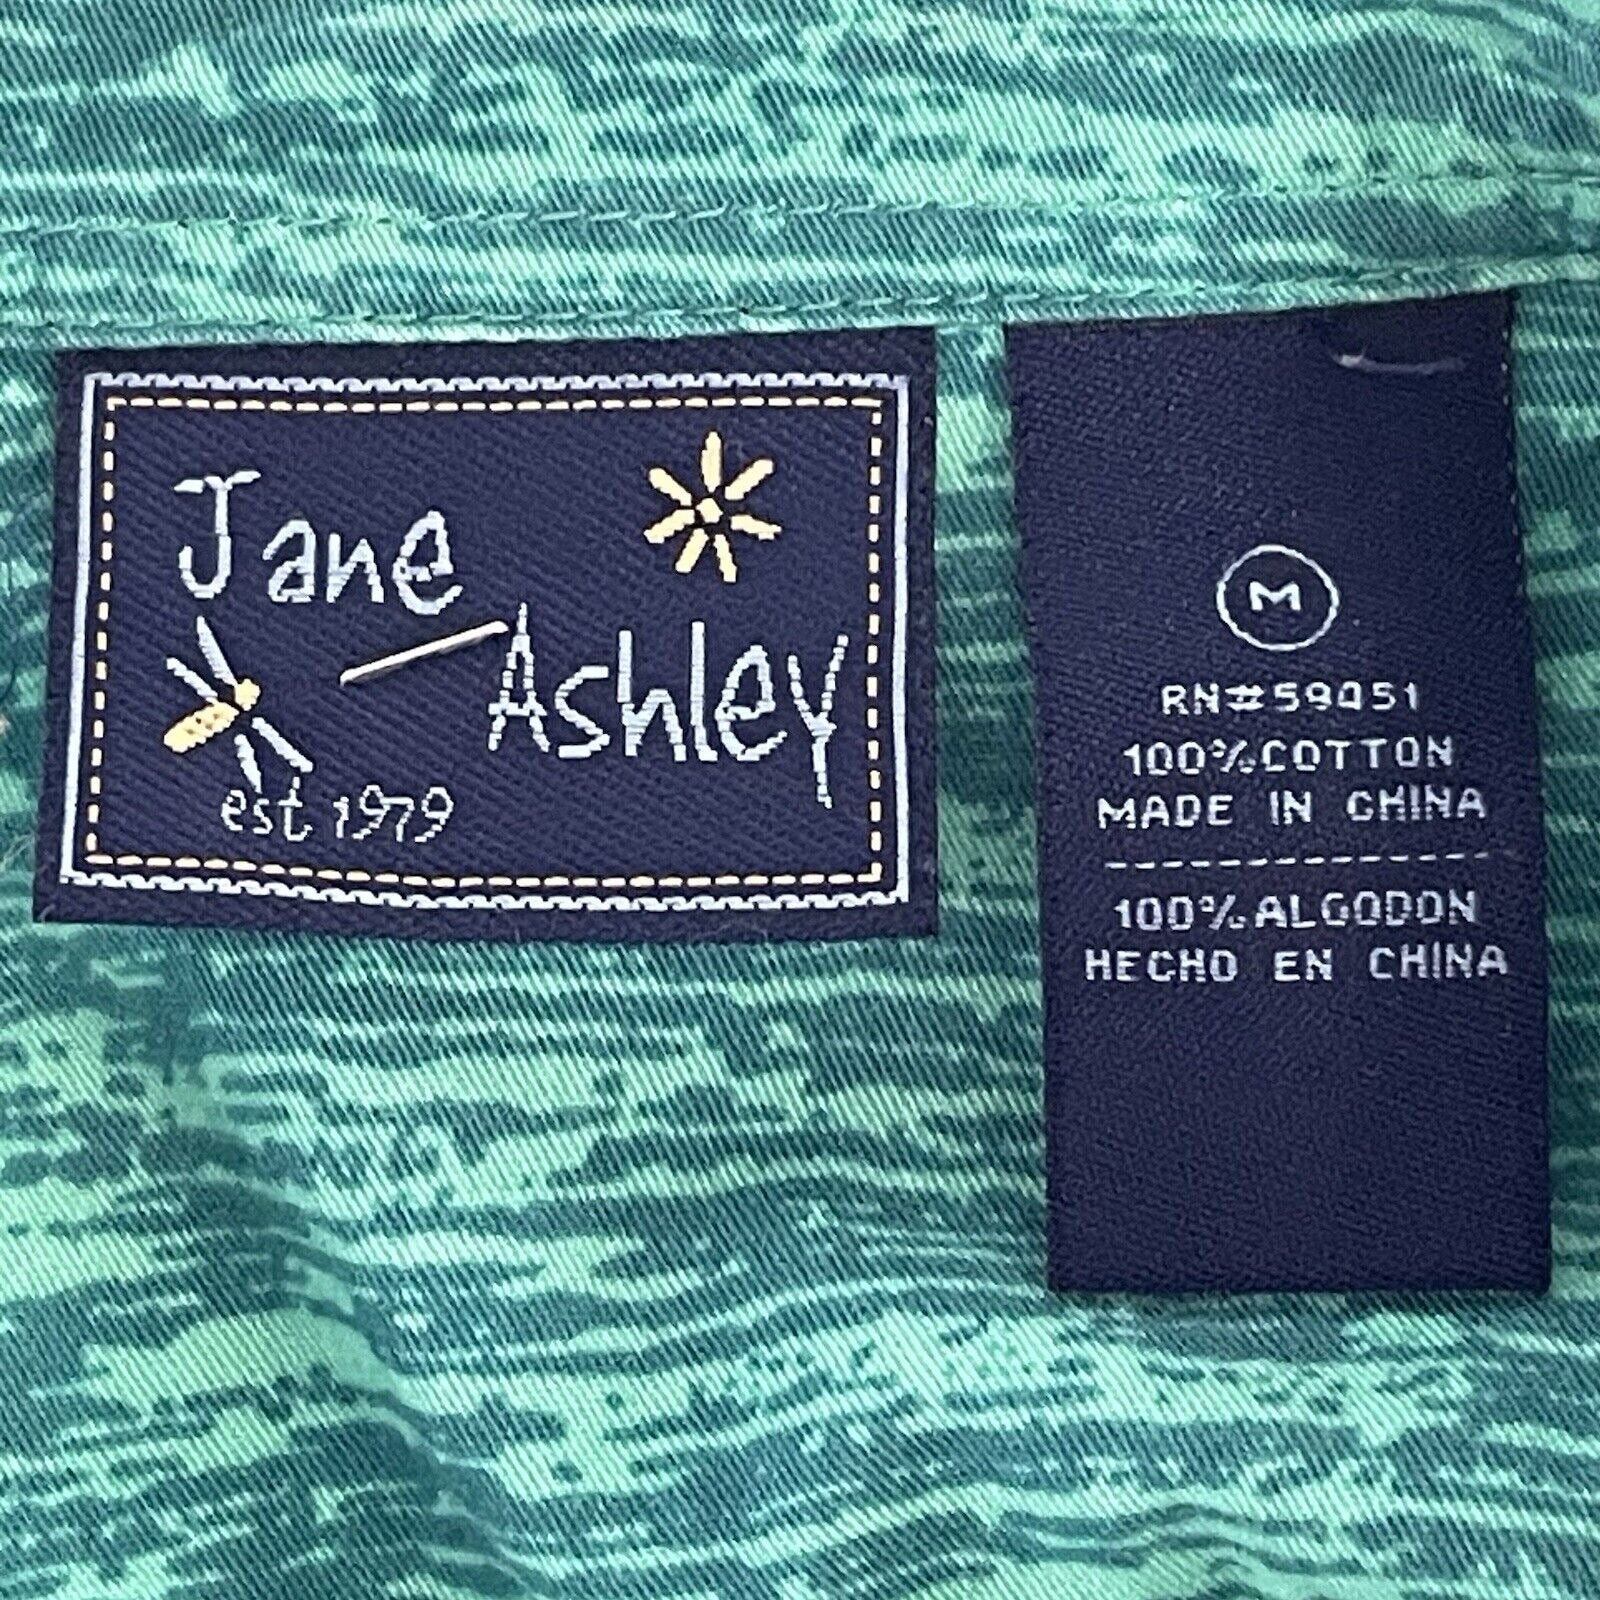 Jane
Ashley
est 1979
M
RN#59051
100%COTTON
MADE IN CHINA
100%ALGODON
HECHO EN CHINA